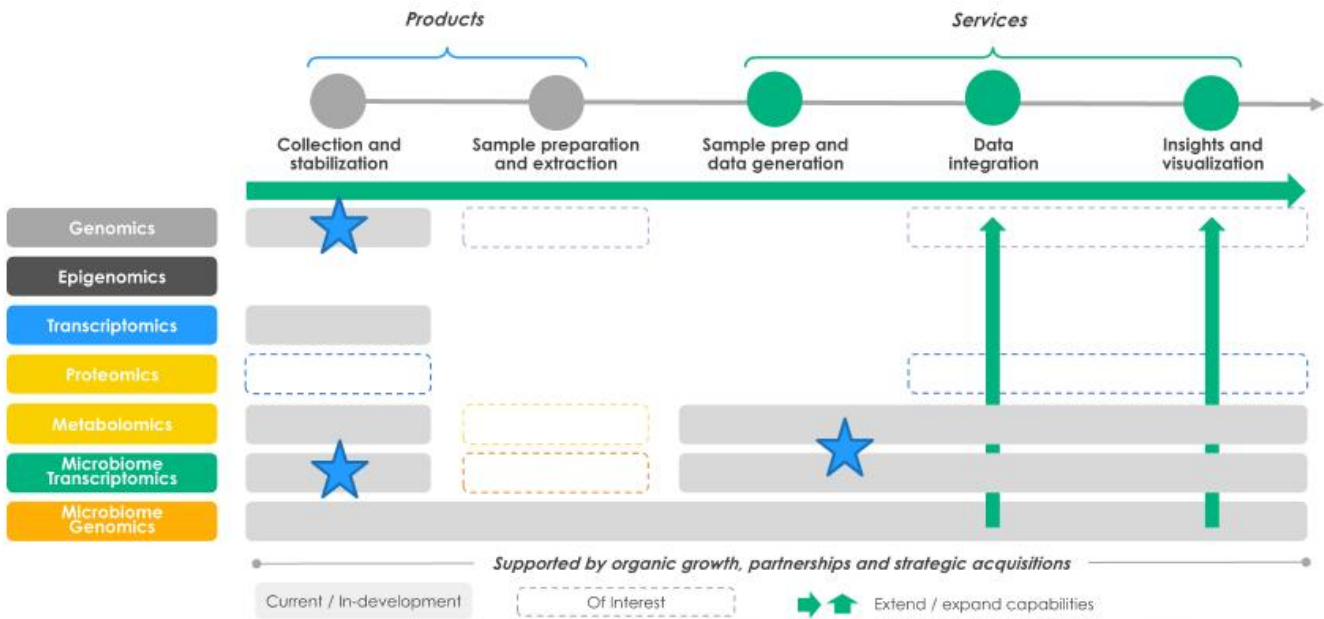 Products
Services
Collection and
stabilization
Sample preparation
and extraction
Sample prep and
data generation
Data
integration
Insights and
visualization
Genomics
Epigenomics
Transcriptomics
Proteomics
Metabolomics
Microbiome
Transcriptomics
Microbiome
Genomics
Supported by organic growth, partnerships and strategic acquisitions
Current / In-development
Of Interest
Extend / expand capabilities